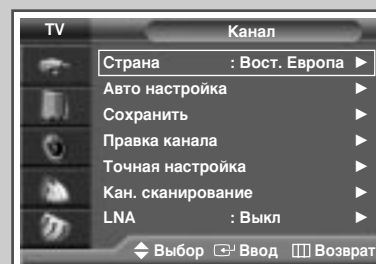 TV Канал
Страна : Вост. Европа
Авто настройка
Сохранить
Правка канала
Точная настройка
Кан. сканирование
LNA : Выкл
Выбор Ввод Возврат